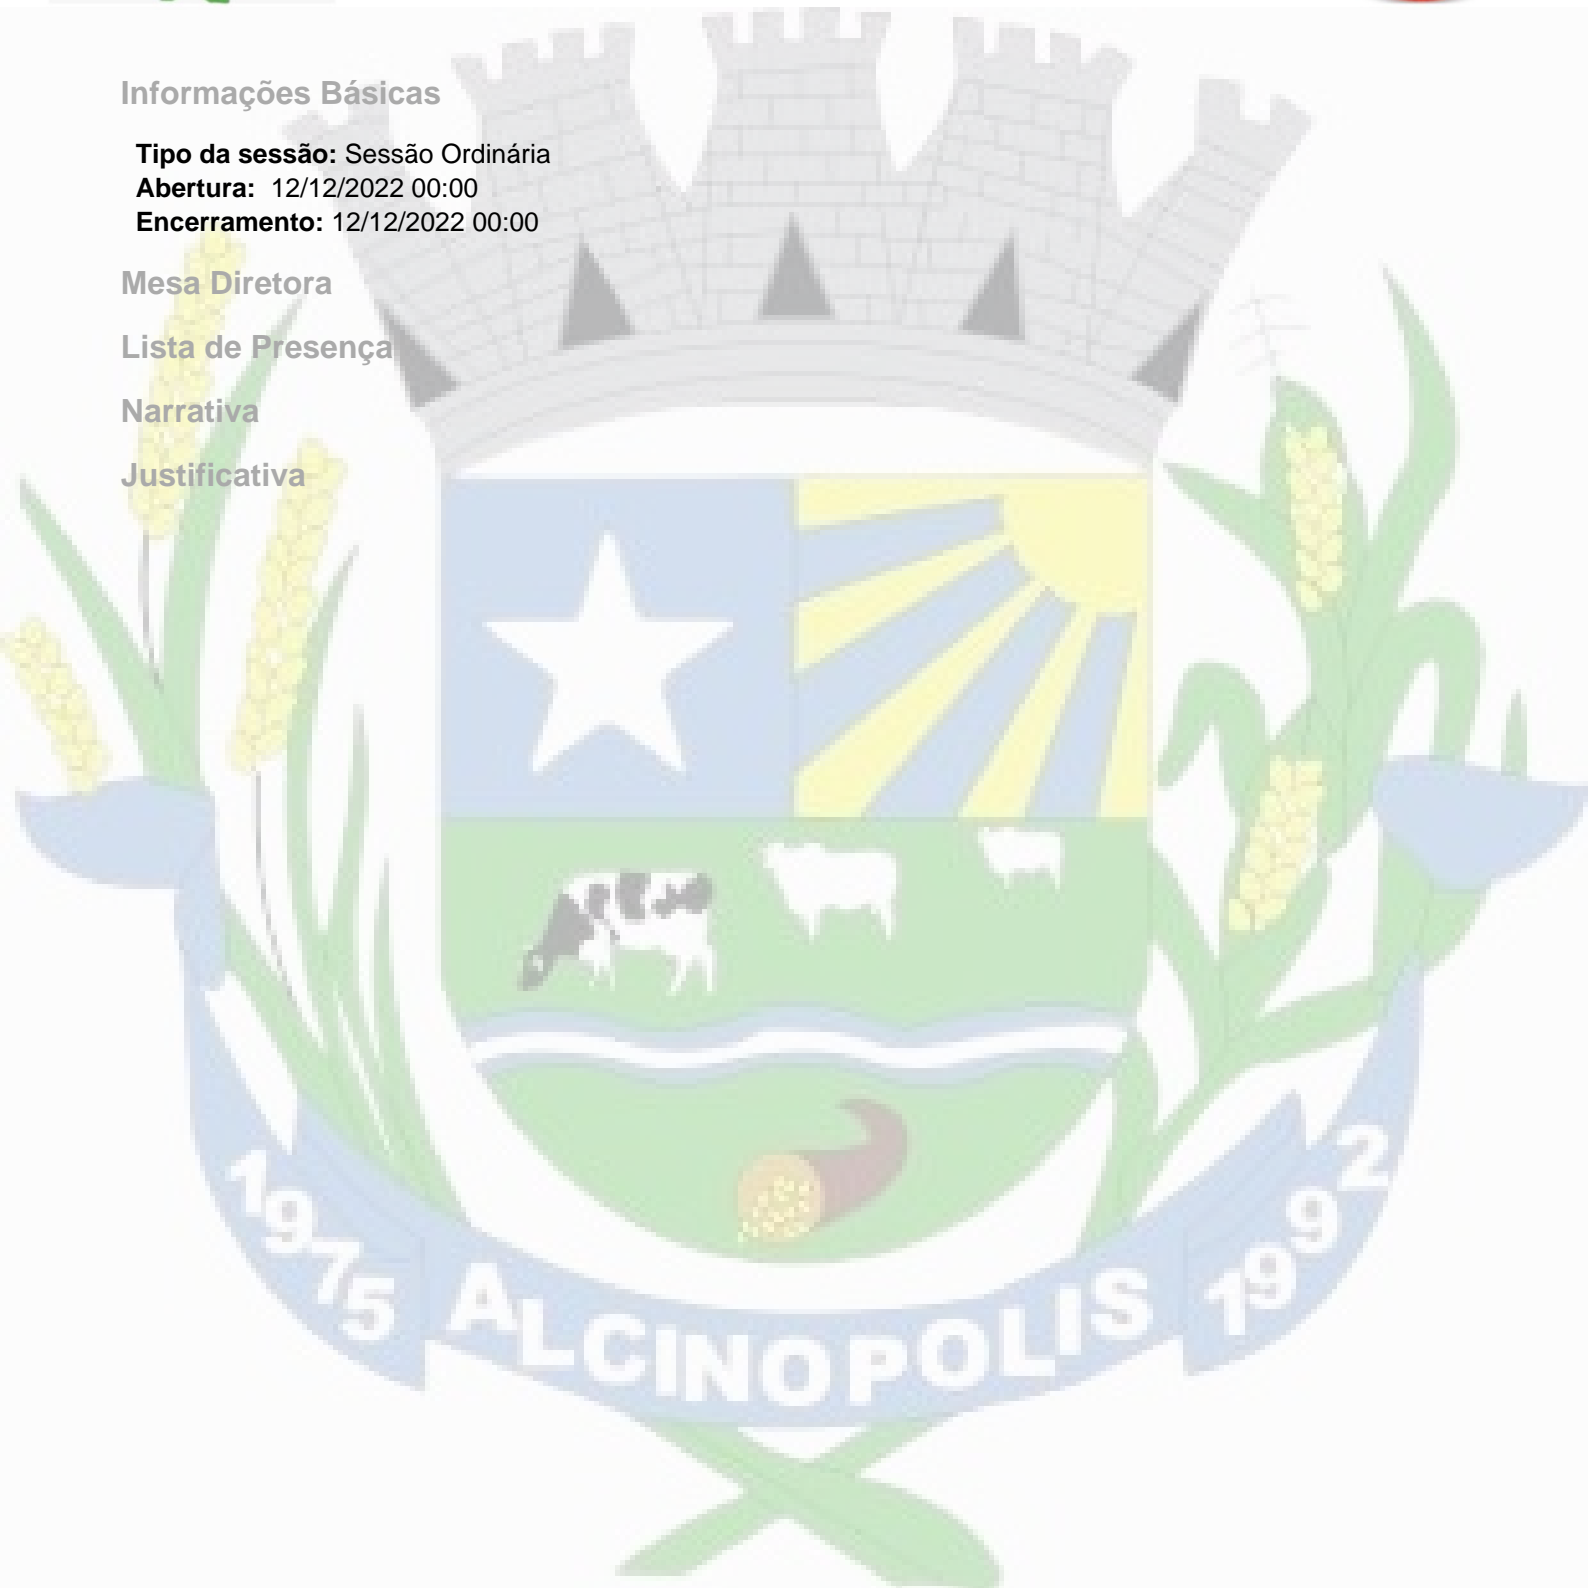 Informações Básicas
Tipo da sessão: Sessão Ordinária
Abertura: 12/12/2022 00:00
Encerramento: 12/12/2022 00:00
Mesa Diretora
Lista de Presença
Narrativa
Justificativa
1975 ALCINOPOLIS 1992